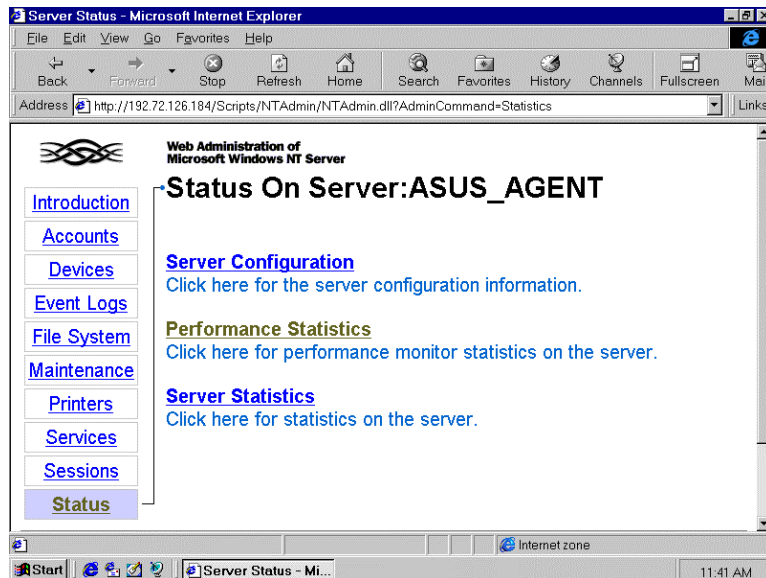 Server Status - Microsoft Internet Explorer
File Edit View Go Favorites Help
Back Forward Stop Refresh Home Search Favorites History Channels Fullscreen Mai
Address http://192.72.126.184/Scripts/NTAdmin/NTAdmin.dll?AdminCommand=Statistics Links
Web Administration of
Microsoft Windows NT Server
Status On Server:ASUS_AGENT
Introduction
Accounts
Devices
Event Logs
File System
Maintenance
Printers
Services
Sessions
Status
Server Configuration
Click here for the server configuration information.
Performance Statistics
Click here for performance monitor statistics on the server.
Server Statistics
Click here for statistics on the server.
Internet zone
Start Server Status - Mi... 11:41 AM